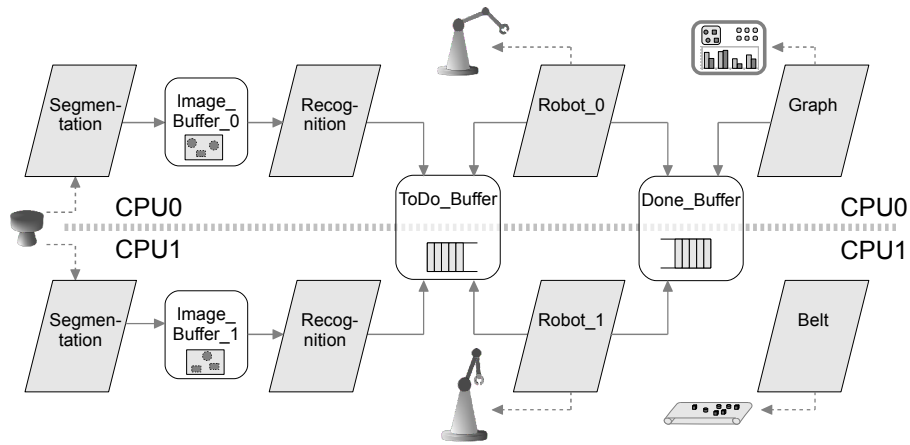 Segmen-
tation
Image_
Buffer_0
Recog-
nition
Robot_0
Graph
ToDo_Buffer
Done_Buffer
CPU0
CPU0
CPU1
CPU1
Segmen-
tation
Image_
Buffer_1
Recog-
nition
Robot_1
Belt